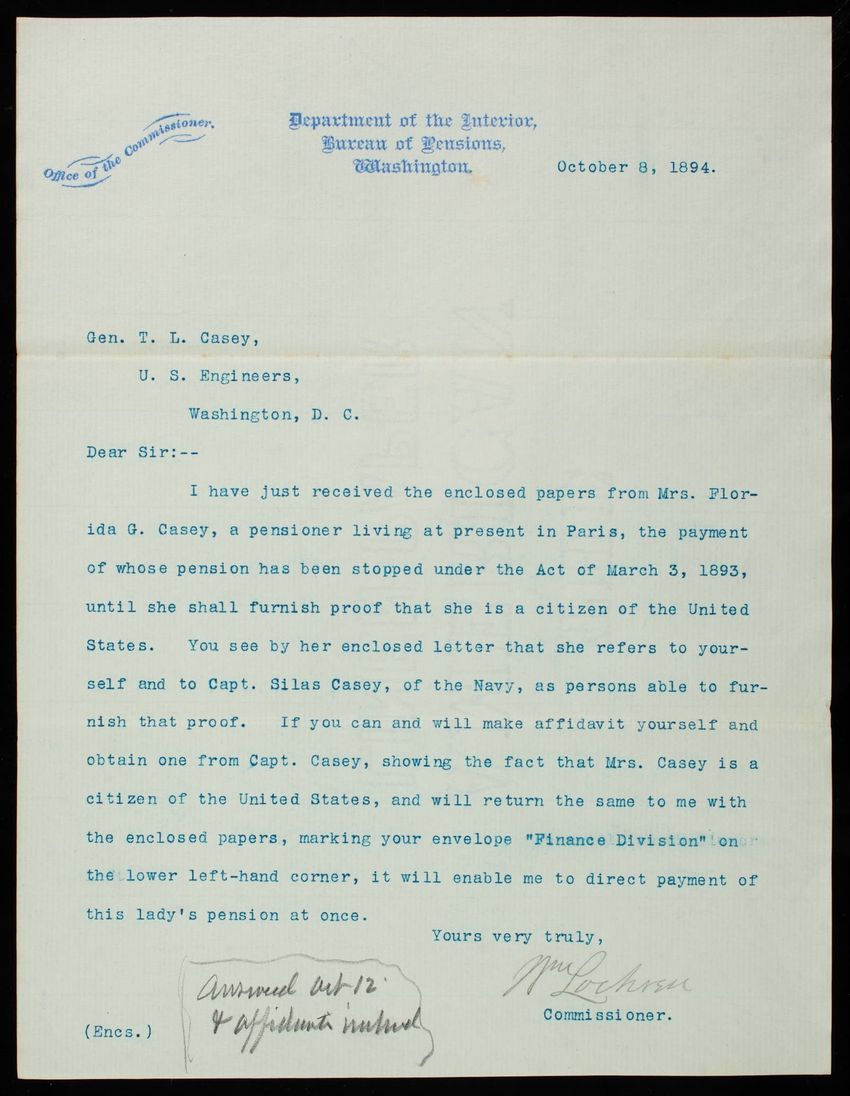 Office of the Commissioner.
Department of the Interior,
Bureau of Pensions,
Washington.
October 8, 1894.
Gen. T. L. Casey,
U. S. Engineers,
Washington, D. C.
Dear Sir:--
I have just received the enclosed papers from Mrs. Flor-
ida G. Casey, a pensioner living at present in Paris, the payment
of whose pension has been stopped under the Act of March 3, 1893,
until she shall furnish proof that she is a citizen of the United
States. You see by her enclosed letter that she refers to your-
self and to Capt. Silas Casey, of the Navy, as persons able to fur-
nish that proof. If you can and will make affidavit yourself and
obtain one from Capt. Casey, showing the fact that Mrs. Casey is a
citizen of the United States, and will return the same to me with
the enclosed papers, marking your envelope "Finance Division" on
the lower left-hand corner, it will enable me to direct payment of
this lady's pension at once.
Yours very truly,
Wm Lochren
Commissioner.
Answered Oct 12
& affidavits
(Encs.)